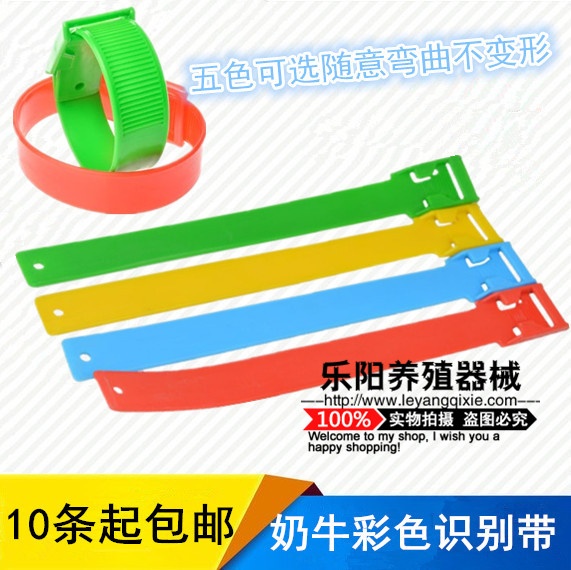 五色可选随意弯曲不变形
乐阳养殖器械
http://www.leyangqixie.com/
100% 实物拍摄 盗图必究
Welcome to my shop, I wish you a
happy shopping!
10条起包邮
奶牛彩色识别带